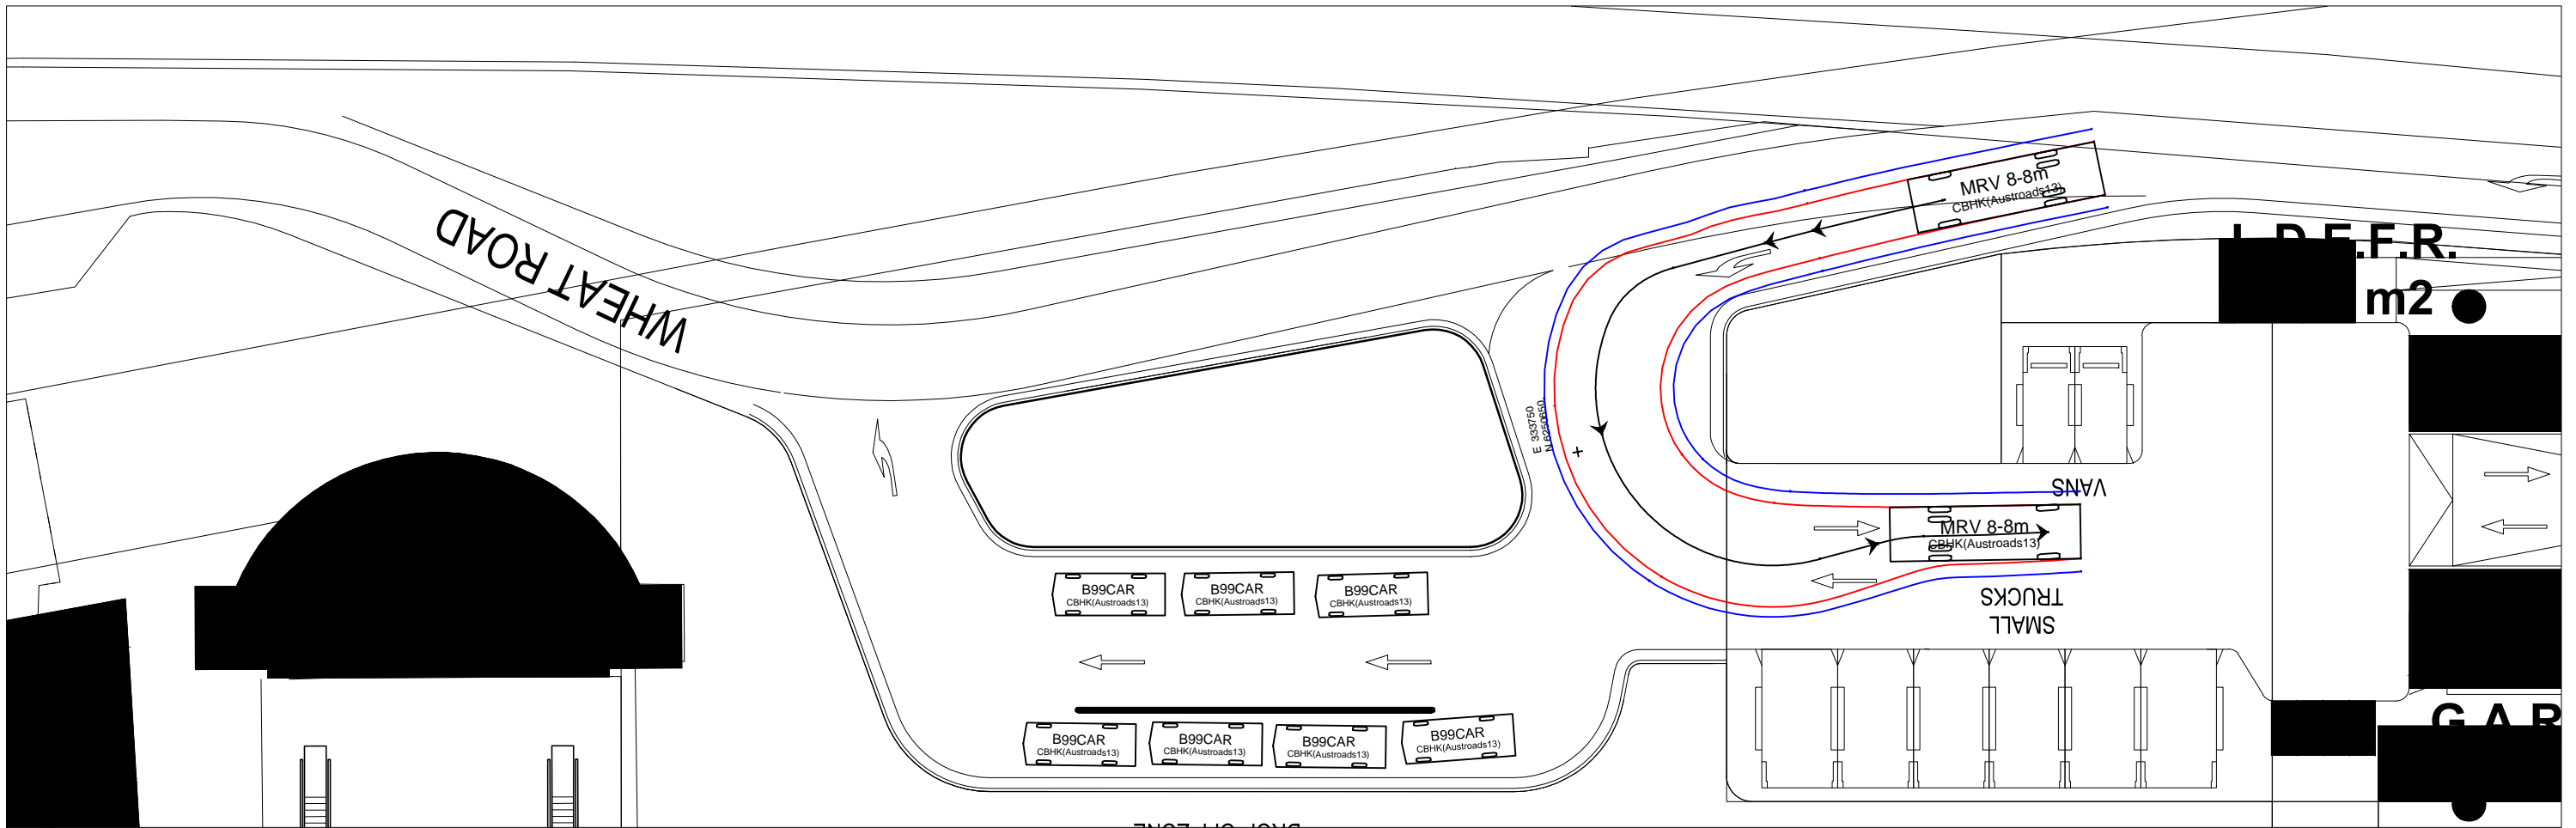 MRV 8-8m
CBHK(Austroads13)
WHEAT ROAD
.F.R.
m2
E 333750
N 6250650
VANS
MRV 8-8m
CBHK(Austroads13)
SMALL
TRUCKS
B99CAR
CBHK(Austroads13)
B99CAR
CBHK(Austroads13)
B99CAR
CBHK(Austroads13)
B99CAR
CBHK(Austroads13)
B99CAR
CBHK(Austroads13)
B99CAR
CBHK(Austroads13)
B99CAR
CBHK(Austroads13)
G.A.R